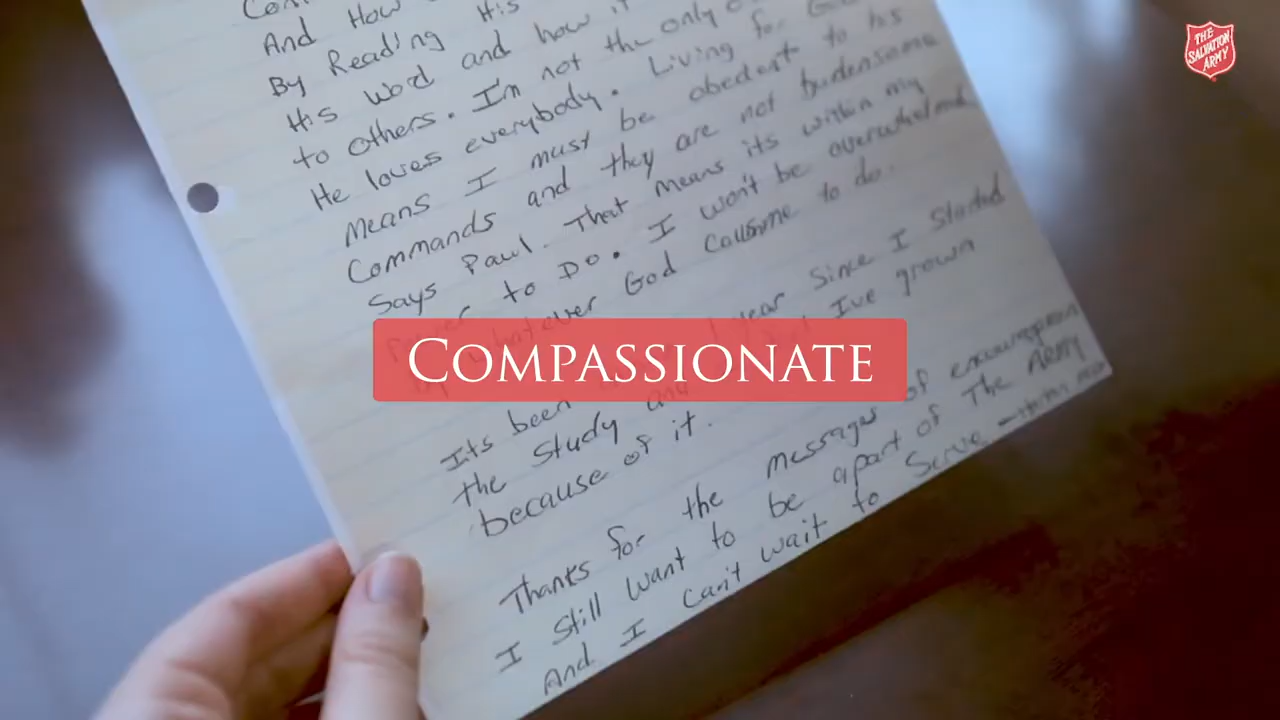 And How
By Reading His
His Word and how it
to others. I'm not the only
He loves everybody. Living for
means I must be obedent to his
Commands and they are not burdensome
Says Paul. That means its within my
to Do. I won't be overwhelmed
whatever God calls me to do.
Its been year Since I Started
the Study and I've grown
because of it.
Thanks for the messages of
I Still want to be apart of The ARMY
And I can't wait to Serve
COMPASSIONATE
THE
SALVATION
ARMY